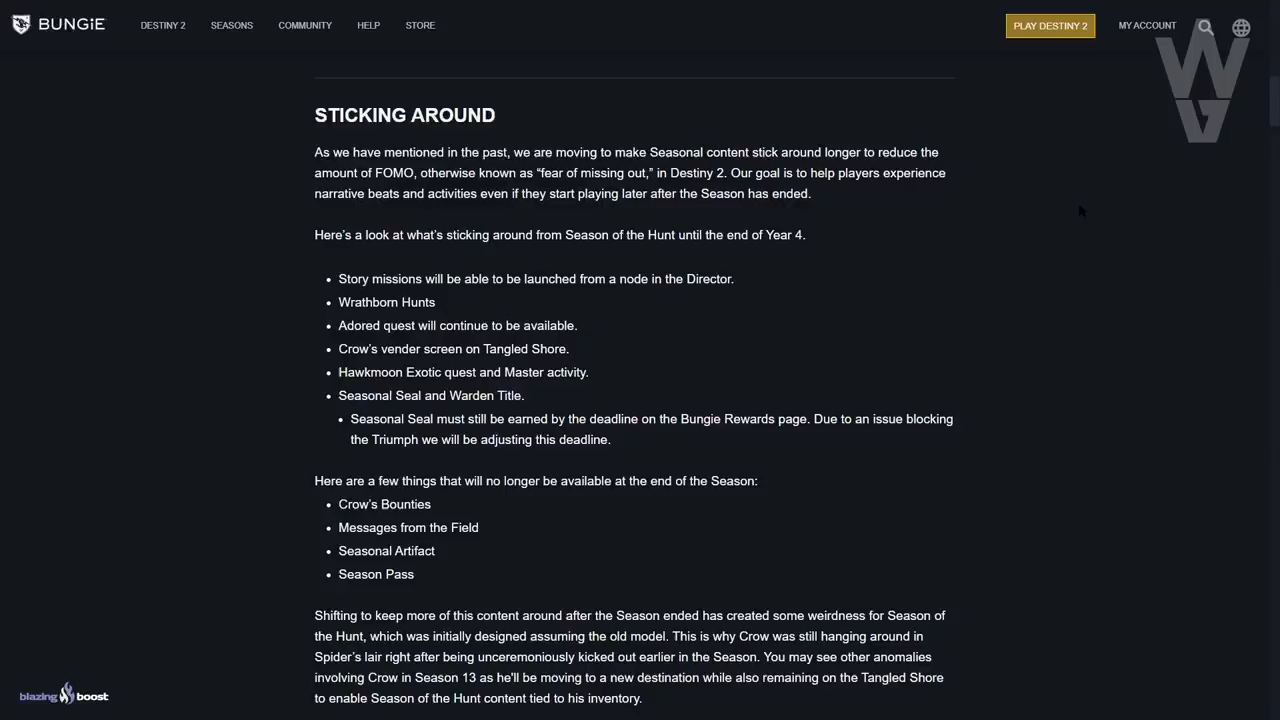 BUNGiE DESTINY 2 SEASONS COMMUNITY HELP STORE PLAY DESTINY 2 MY ACCOUNT
STICKING AROUND
As we have mentioned in the past, we are moving to make Seasonal content stick around longer to reduce the
amount of FOMO, otherwise known as “fear of missing out,” in Destiny 2. Our goal is to help players experience
narrative beats and activities even if they start playing later after the Season has ended.
Here’s a look at what’s sticking around from Season of the Hunt until the end of Year 4.
• Story missions will be able to be launched from a node in the Director.
• Wrathborn Hunts
• Adored quest will continue to be available.
• Crow’s vender screen on Tangled Shore.
• Hawkmoon Exotic quest and Master activity.
• Seasonal Seal and Warden Title.
• Seasonal Seal must still be earned by the deadline on the Bungie Rewards page. Due to an issue blocking
the Triumph we will be adjusting this deadline.
Here are a few things that will no longer be available at the end of the Season:
• Crow’s Bounties
• Messages from the Field
• Seasonal Artifact
• Season Pass
Shifting to keep more of this content around after the Season ended has created some weirdness for Season of
the Hunt, which was initially designed assuming the old model. This is why Crow was still hanging around in
Spider’s lair right after being unceremoniously kicked out earlier in the Season. You may see other anomalies
involving Crow in Season 13 as he'll be moving to a new destination while also remaining on the Tangled Shore
to enable Season of the Hunt content tied to his inventory.
blazing boost